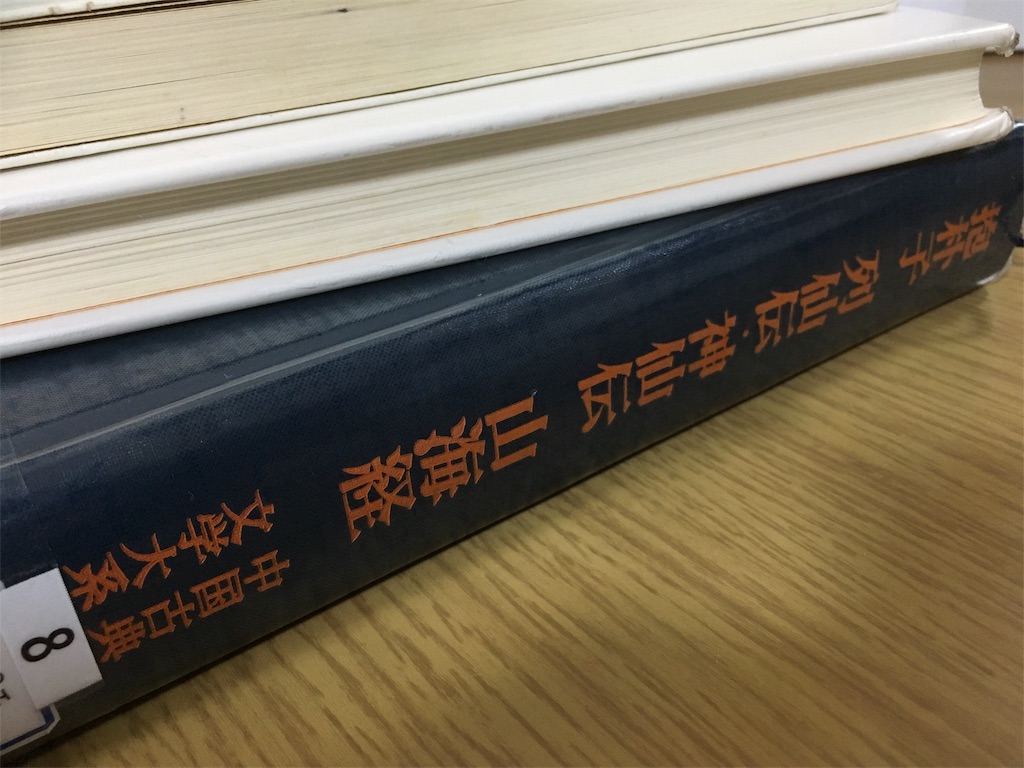 抱朴子 列仙伝・神仙伝 山海経
中国古典
文学大系
8